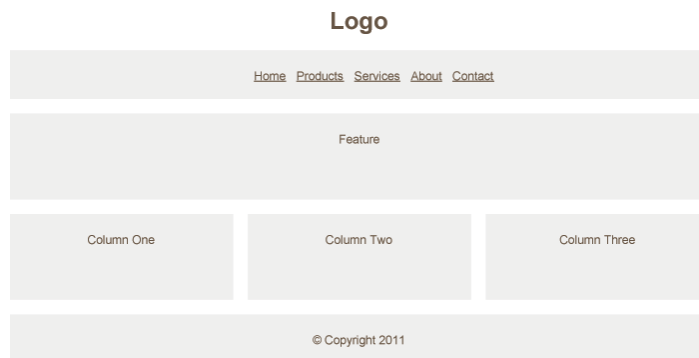 Logo
Home Products Services About Contact
Feature
Column One Column Two Column Three
© Copyright 2011